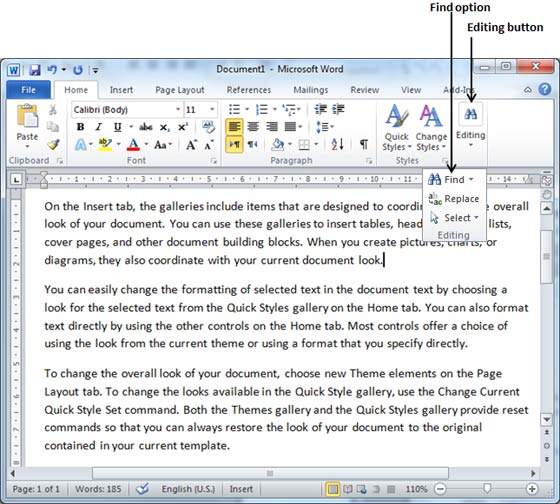 Find option
Editing button
Document1 - Microsoft Word
File Home Insert Page Layout References Mailings Review View Add-Ins
Calibri (Body) 11
Paste
Quick Styles
Change Styles
Editing
Clipboard Font Paragraph Styles
Find
Replace
Select
Editing
On the Insert tab, the galleries include items that are designed to coordi overall
look of your document. You can use these galleries to insert tables, head lists,
cover pages, and other document building blocks. When you create pictures, charts, or
diagrams, they also coordinate with your current document look.
You can easily change the formatting of selected text in the document text by choosing a
look for the selected text from the Quick Styles gallery on the Home tab. You can also format
text directly by using the other controls on the Home tab. Most controls offer a choice of
using the look from the current theme or using a format that you specify directly.
To change the overall look of your document, choose new Theme elements on the Page
Layout tab. To change the looks available in the Quick Style gallery, use the Change Current
Quick Style Set command. Both the Themes gallery and the Quick Styles gallery provide reset
commands so that you can always restore the look of your document to the original
contained in your current template.
Page: 1 of 1 Words: 185 English (U.S.) Insert 110%